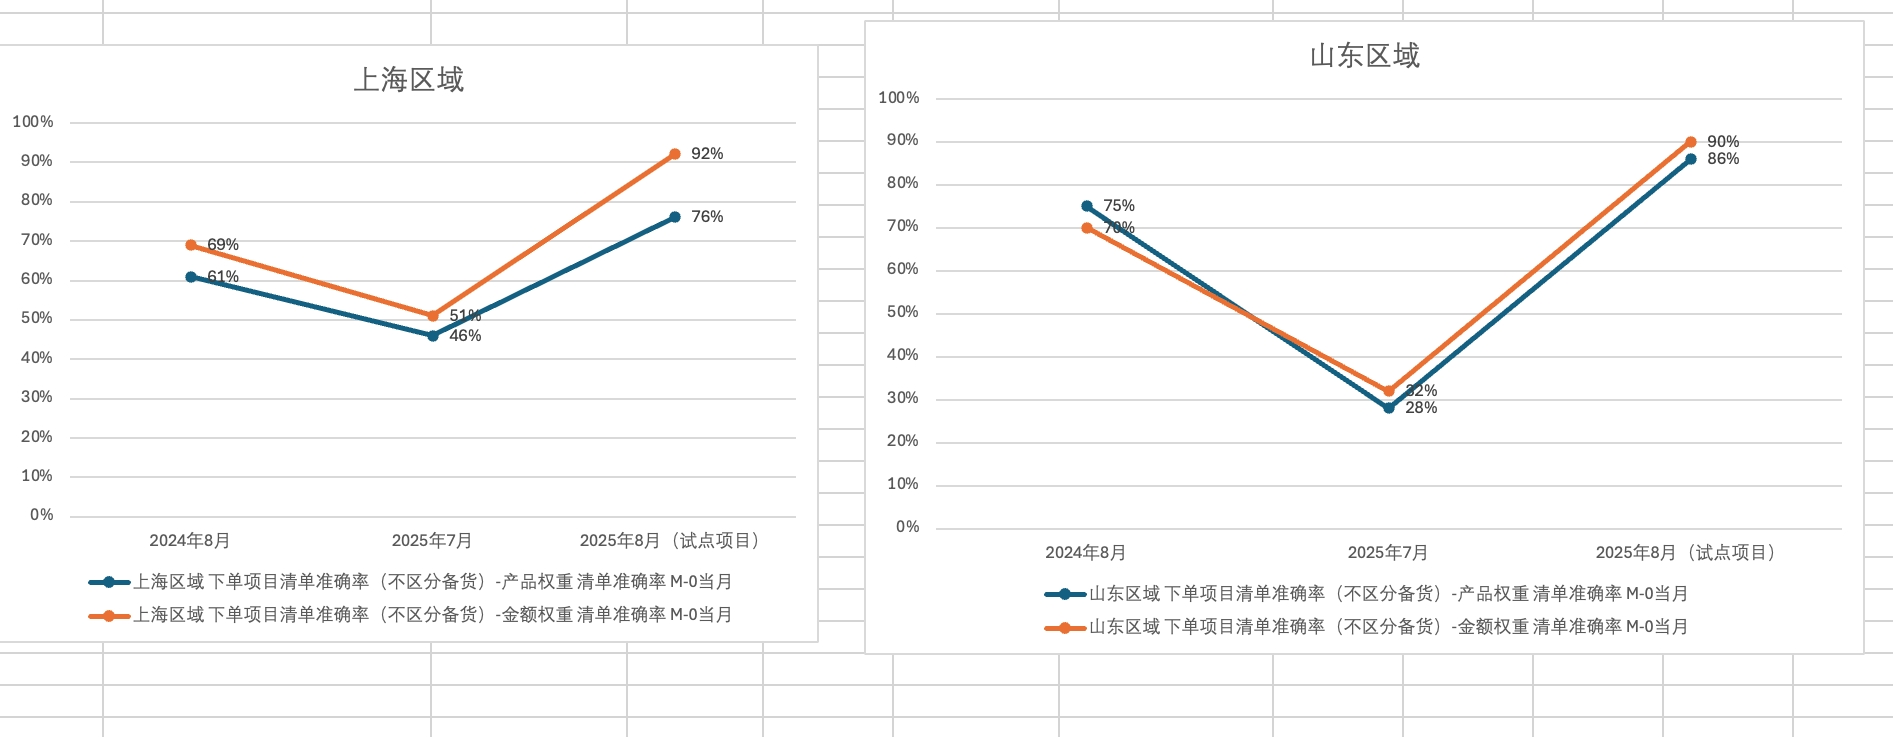 上海区域
100%
90%
80%
70%
60%
50%
40%
30%
20%
10%
0%
69%
61%
51%
46%
92%
76%
2024年8月
2025年7月
2025年8月（试点项目）
上海区域 下单项目清单准确率（不区分备货）-产品权重 清单准确率 M-0当月
上海区域 下单项目清单准确率（不区分备货）-金额权重 清单准确率 M-0当月
山东区域
100%
90%
80%
70%
60%
50%
40%
30%
20%
10%
0%
75%
70%
32%
28%
90%
86%
2024年8月
2025年7月
2025年8月（试点项目）
山东区域 下单项目清单准确率（不区分备货）-产品权重 清单准确率 M-0当月
山东区域 下单项目清单准确率（不区分备货）-金额权重 清单准确率 M-0当月